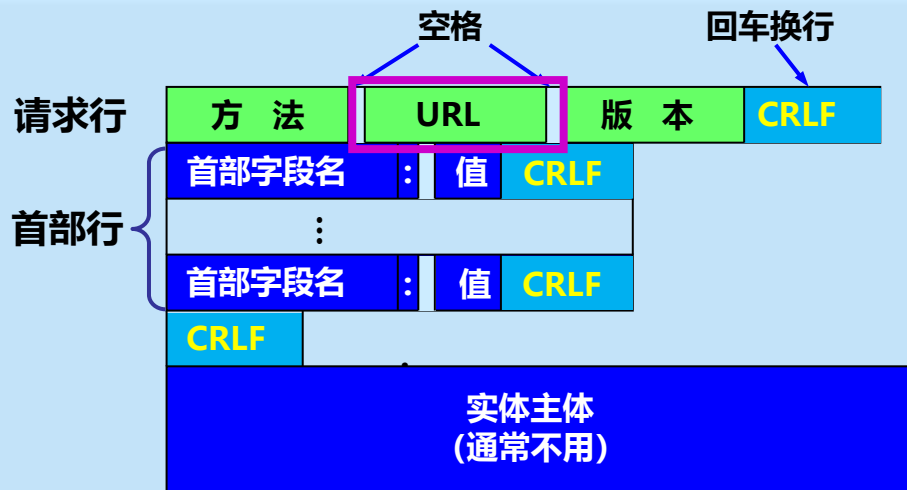 空格 回车换行
请求行 方 法 URL 版 本 CRLF
首部字段名 : 值 CRLF
首部行 ⋮
首部字段名 : 值 CRLF
CRLF
实体主体
(通常不用)